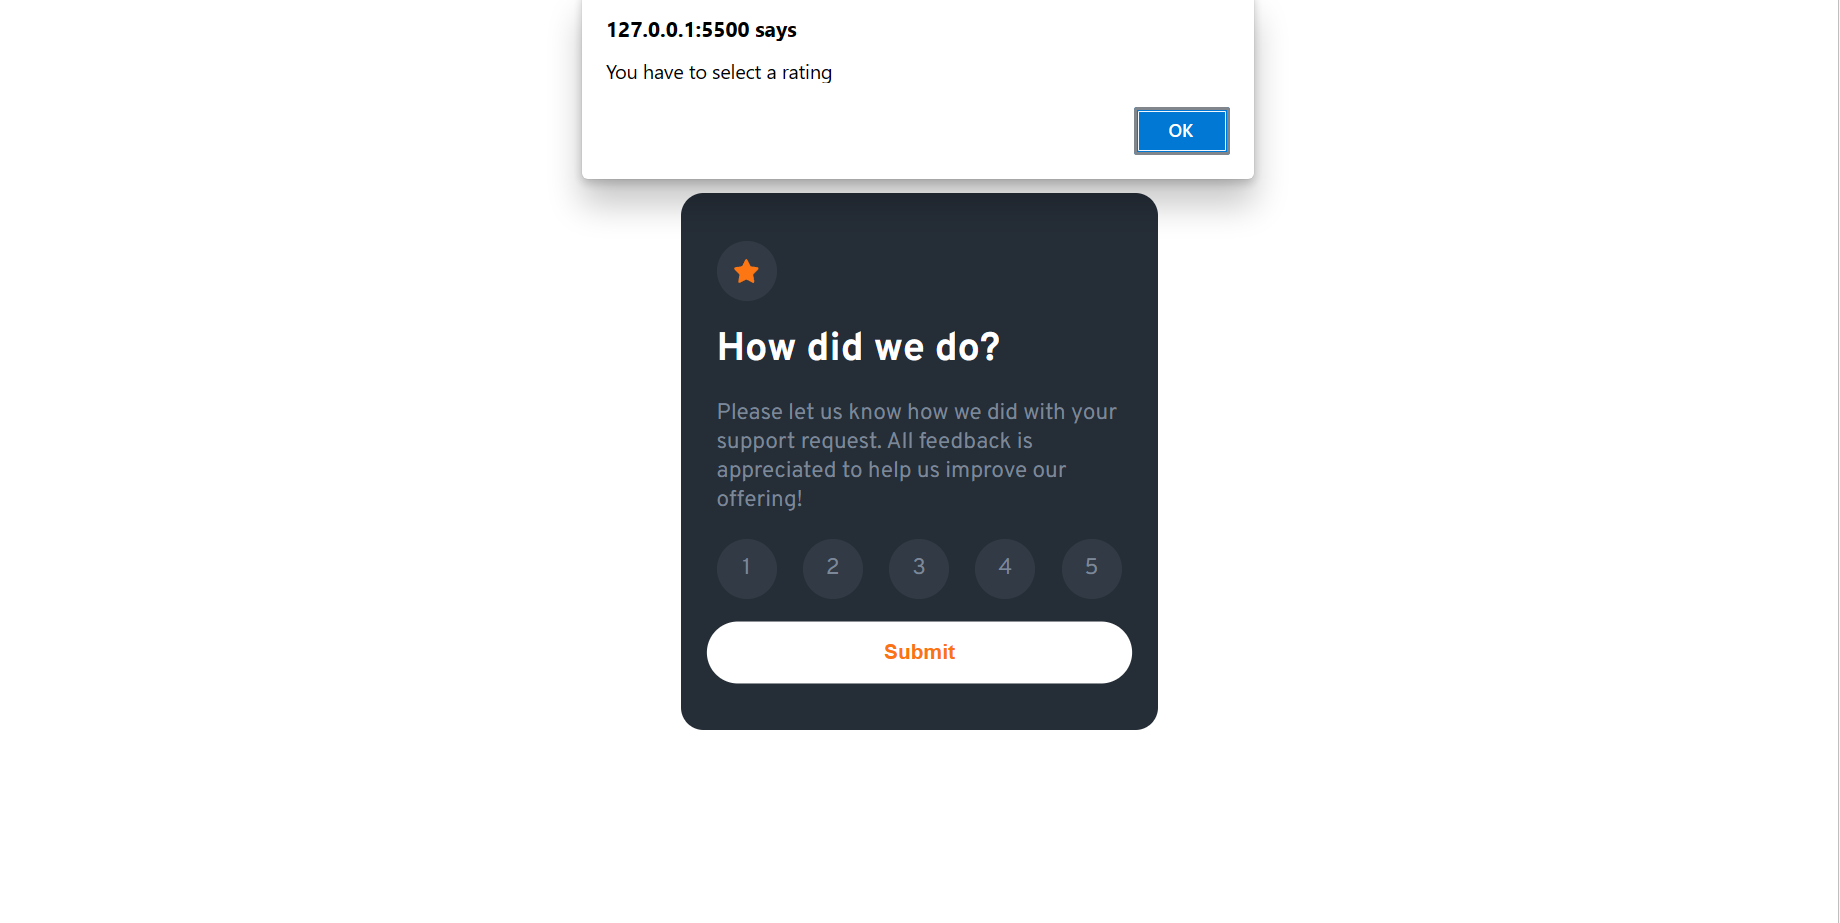 127.0.0.1:5500 says
You have to select a rating
OK
How did we do?
Please let us know how we did with your
support request. All feedback is
appreciated to help us improve our
offering!
1 2 3 4 5
Submit